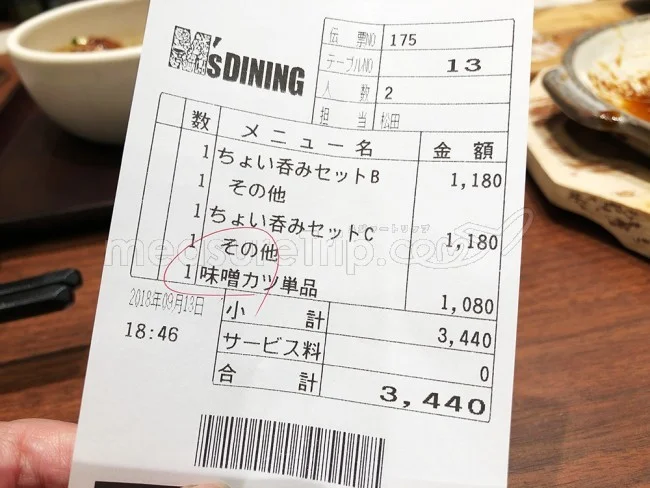 M'sDINING
伝票NO 175
テーブルNO 13
人数 2
担当 松田
数 メニュー名 金額
1 ちょい呑みセットB 1,180
1 その他
1 ちょい呑みセットC 1,180
1 その他
1 味噌カツ単品 1,080
2018年09月13日 小計 3,440
18:46 サービス料 0
合計 3,440